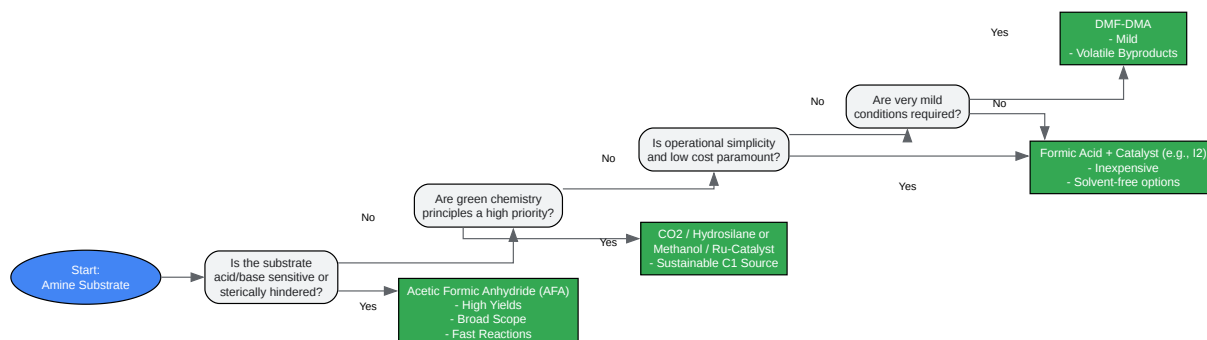 Start:
Amine Substrate
Is the substrate
acid/base sensitive or
sterically hindered?
Yes
Acetic Formic Anhydride (AFA)
- High Yields
- Broad Scope
- Fast Reactions
No
Are green chemistry
principles a high priority?
Yes
CO2 / Hydrosilane or
Methanol / Ru-Catalyst
- Sustainable C1 Source
No
Is operational simplicity
and low cost paramount?
Yes
Formic Acid + Catalyst (e.g., I2)
- Inexpensive
- Solvent-free options
No
Are very mild
conditions required?
No
Yes
DMF-DMA
- Mild
- Volatile Byproducts